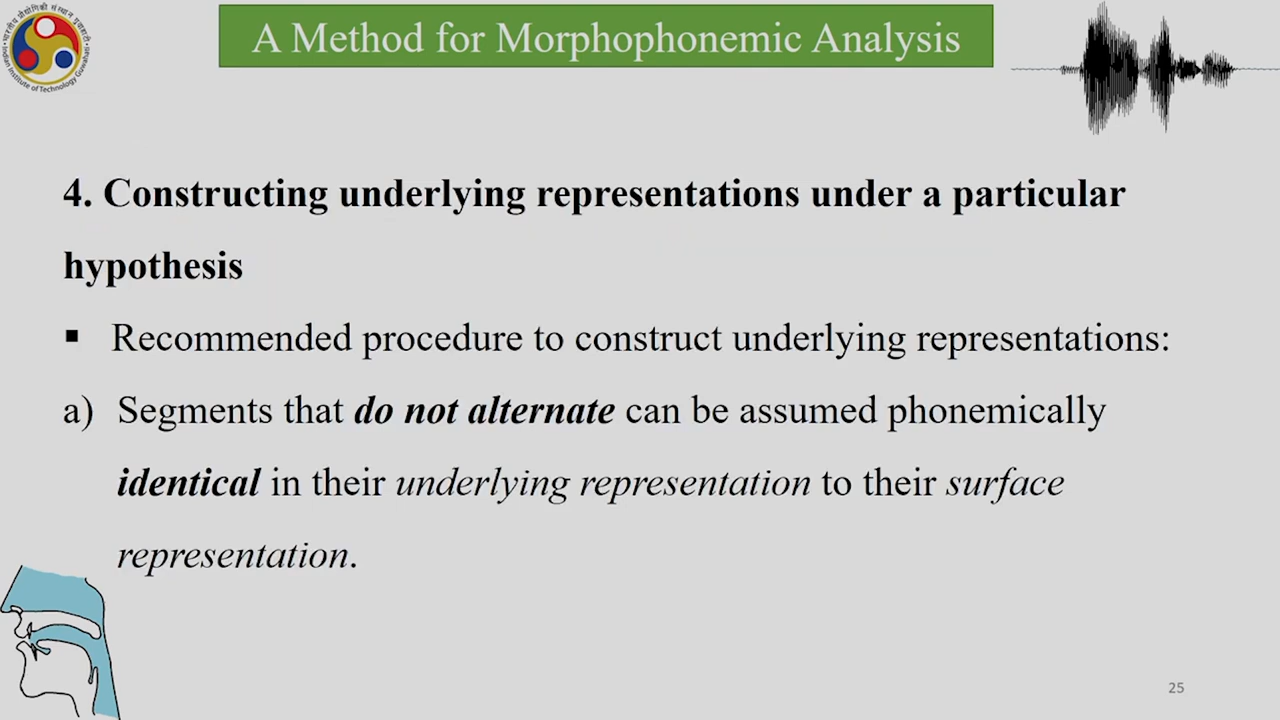 A Method for Morphophonemic Analysis
4. Constructing underlying representations under a particular
hypothesis
▪ Recommended procedure to construct underlying representations:
a) Segments that do not alternate can be assumed phonemically
identical in their underlying representation to their surface
representation.
25